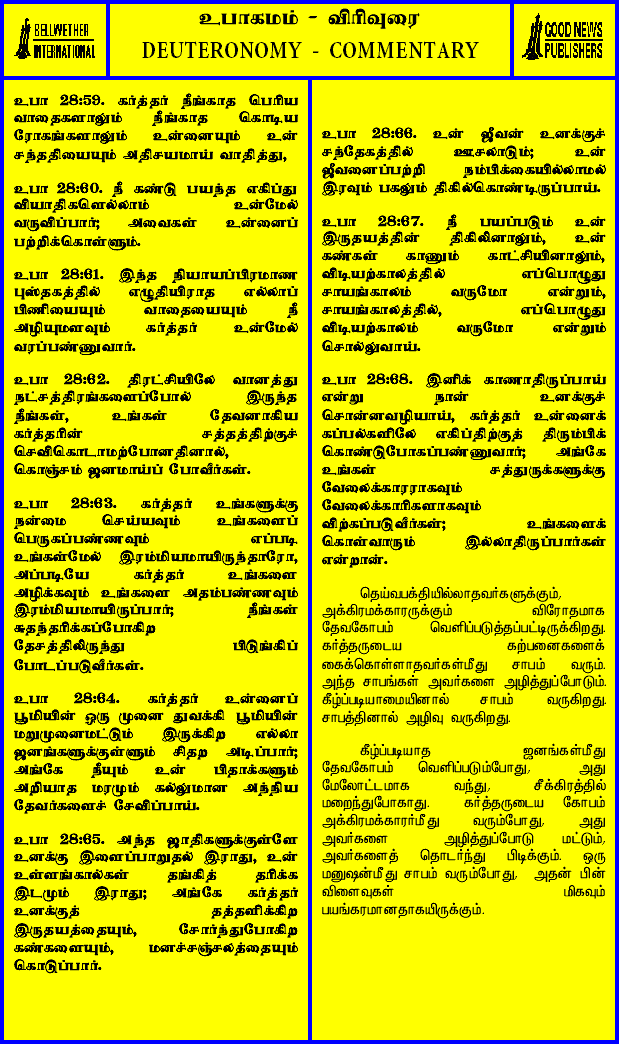 BELLWETHER
INTERNATIONAL
உபாகமம் - விரிவுரை
DEUTERONOMY - COMMENTARY
GOOD NEWS
PUBLISHERS
உபா 28:59. கர்த்தர் நீங்காத பெரிய
வாதைகளாலும் நீங்காத கொடிய
ரோகங்களாலும் உன்னையும் உன்
சந்ததியையும் அதிசயமாய் வாதித்து,
உபா 28:60. நீ கண்டு பயந்த எகிப்து
வியாதிகளெல்லாம் உன்மேல்
வருவிப்பார்; அவைகள் உன்னைப்
பற்றிக்கொள்ளும்.
உபா 28:61. இந்த நியாயப்பிரமாண
புஸ்தகத்தில் எழுதியிராத எல்லாப்
பிணியையும் வாதையையும் நீ
அழியுமளவும் கர்த்தர் உன்மேல்
வரப்பண்ணுவார்.
உபா 28:62. திரட்சியிலே வானத்து
நட்சத்திரங்களைப்போல் இருந்த
நீங்கள், உங்கள் தேவனாகிய
கர்த்தரின் சத்தத்திற்குச்
செவிகொடாமற்போனதினால்,
கொஞ்சம் ஜனமாய்ப் போவீர்கள்.
உபா 28:63. கர்த்தர் உங்களுக்கு
நன்மை செய்யவும் உங்களைப்
பெருகப்பண்ணவும் எப்படி
உங்கள்மேல் இரம்மியமாயிருந்தாரோ,
அப்படியே கர்த்தர் உங்களை
அழிக்கவும் உங்களை அதம்பண்ணவும்
இரம்மியமாயிருப்பார்; நீங்கள்
சுதந்தரிக்கப்போகிற
தேசத்திலிருந்து பிடுங்கிப்
போடப்படுவீர்கள்.
உபா 28:64. கர்த்தர் உன்னைப்
பூமியின் ஒரு முனை துவக்கி பூமியின்
மறுமுனைமட்டும் இருக்கிற எல்லா
ஜனங்களுக்குள்ளும் சிதற அடிப்பார்;
அங்கே நீயும் உன் பிதாக்களும்
அறியாத மரமும் கல்லுமான அந்நிய
தேவர்களைச் சேவிப்பாய்.
உபா 28:65. அந்த ஜாதிகளுக்குள்ளே
உனக்கு இளைப்பாறுதல் இராது, உன்
உள்ளங்கால்கள் தங்கித் தரிக்க
இடமும் இராது; அங்கே கர்த்தர்
உனக்குத் தத்தளிக்கிற
இருதயத்தையும், சோர்ந்துபோகிற
கண்களையும், மனச்சஞ்சலத்தையும்
கொடுப்பார்.
உபா 28:66. உன் ஜீவன் உனக்குச்
சந்தேகத்தில் ஊசலாடும்; உன்
ஜீவனைப்பற்றி நம்பிக்கையில்லாமல்
இரவும் பகலும் திகில்கொண்டிருப்பாய்.
உபா 28:67. நீ பயப்படும் உன்
இருதயத்தின் திகிலினாலும், உன்
கண்கள் காணும் காட்சியினாலும்,
விடியற்காலத்தில் எப்பொழுது
சாயங்காலம் வருமோ என்றும்,
சாயங்காலத்தில், எப்பொழுது
விடியற்காலம் வருமோ என்றும்
சொல்லுவாய்.
உபா 28:68. இனிக் காணாதிருப்பாய்
என்று நான் உனக்குச்
சொன்னவழியாய், கர்த்தர் உன்னைக்
கப்பல்களிலே எகிப்திற்குத் திரும்பிக்
கொண்டுபோகப்பண்ணுவார்; அங்கே
உங்கள் சத்துருக்களுக்கு
வேலைக்காரராகவும்
வேலைக்காரிகளாகவும்
விற்கப்படுவீர்கள்; உங்களைக்
கொள்வாரும் இல்லாதிருப்பார்கள்
என்றான்.
தெய்வபக்தியில்லாதவர்களுக்கும்,
அக்கிரமக்காரருக்கும் விரோதமாக
தேவகோபம் வெளிப்படுத்தப்பட்டிருக்கிறது.
கர்த்தருடைய கற்பனைகளைக்
கைக்கொள்ளாதவர்கள்மீது சாபம் வரும்.
அந்த சாபங்கள் அவர்களை அழித்துப்போடும்.
கீழ்ப்படியாமையினால் சாபம் வருகிறது.
சாபத்தினால் அழிவு வருகிறது.
கீழ்ப்படியாத ஜனங்கள்மீது
தேவகோபம் வெளிப்படும்போது, அது
மேலோட்டமாக வந்து, சீக்கிரத்தில்
மறைந்துபோகாது. கர்த்தருடைய கோபம்
அக்கிரமக்காரர்மீது வரும்போது, அது
அவர்களை அழித்துப்போடு மட்டும்,
அவர்களைத் தொடர்ந்து பிடிக்கும். ஒரு
மனுஷன்மீது சாபம் வரும்போது, அதன் பின்
விளைவுகள் மிகவும்
பயங்கரமானதாகயிருக்கும்.